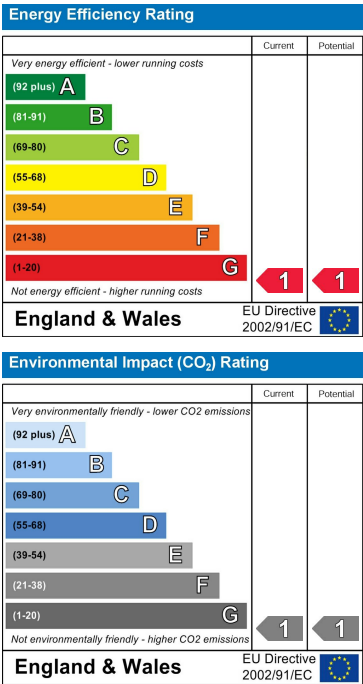 Energy Efficiency Rating
Current Potential
Very energy efficient - lower running costs
(92 plus) A
(81-91) B
(69-80) C
(55-68) D
(39-54) E
(21-38) F
(1-20) G 1 1
Not energy efficient - higher running costs
England & Wales
EU Directive
2002/91/EC
Environmental Impact (CO₂) Rating
Current Potential
Very environmentally friendly - lower CO2 emissions
(92 plus) A
(81-91) B
(69-80) C
(55-68) D
(39-54) E
(21-38) F
(1-20) G 1 1
Not environmentally friendly - higher CO2 emissions
England & Wales
EU Directive
2002/91/EC